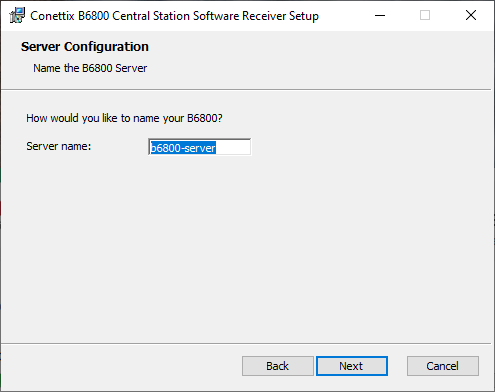 Conettix B6800 Central Station Software Receiver Setup
Server Configuration
Name the B6800 Server
How would you like to name your B6800?
Server name: b6800-server
Back Next Cancel